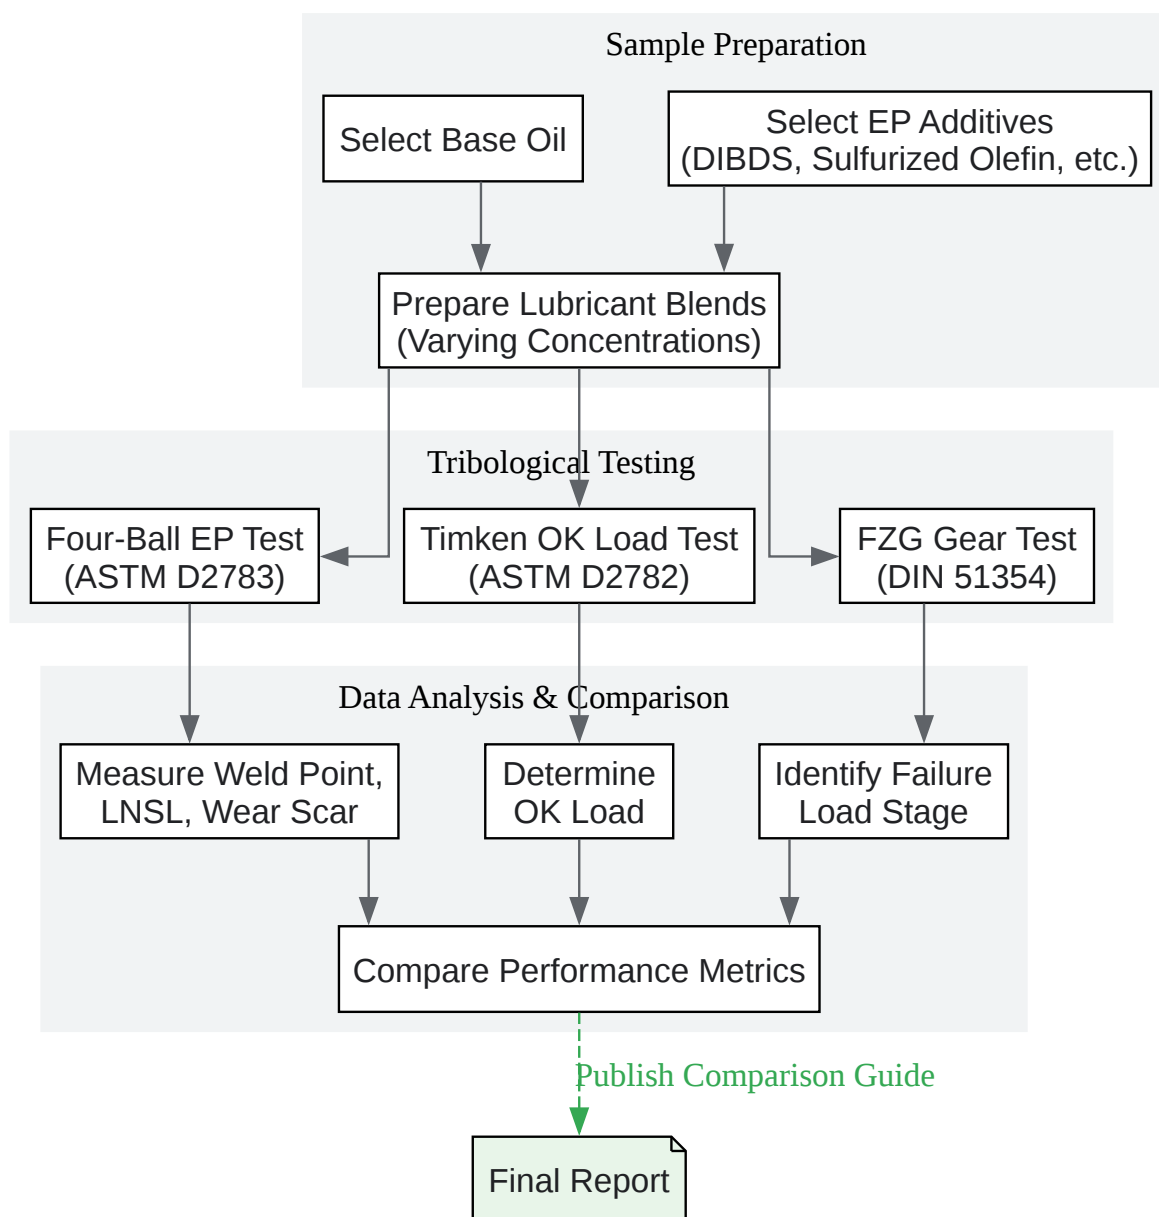 Sample Preparation
Select Base Oil
Select EP Additives
(DIBDS, Sulfurized Olefin, etc.)
Prepare Lubricant Blends
(Varying Concentrations)
Tribological Testing
Four-Ball EP Test
(ASTM D2783)
Timken OK Load Test
(ASTM D2782)
FZG Gear Test
(DIN 51354)
Data Analysis & Comparison
Measure Weld Point,
LNSL, Wear Scar
Determine
OK Load
Identify Failure
Load Stage
Compare Performance Metrics
Publish Comparison Guide
Final Report